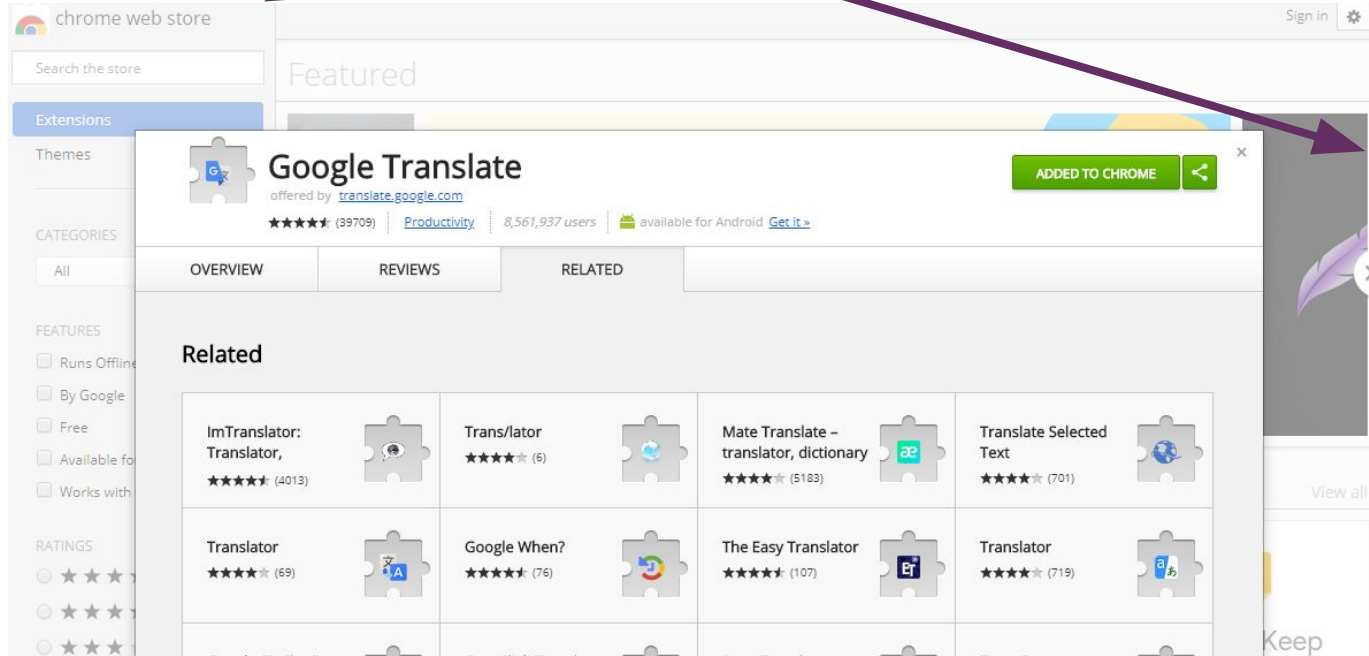 chrome web store
Sign in
Search the store
Featured
Extensions
Themes
CATEGORIES
All
FEATURES
Runs Offline
By Google
Free
Available fo
Works with
RATINGS
Google Translate
offered by translate.google.com
(39709) Productivity 8,561,937 users available for Android Get it »
ADDED TO CHROME
OVERVIEW REVIEWS RELATED
Related
ImTranslator:
Translator,
(4013)
Trans/lator
(6)
Mate Translate –
translator, dictionary
(5183)
Translate Selected
Text
(701)
Translator
(69)
Google When?
(76)
The Easy Translator
(107)
Translator
(719)
View all
Keep